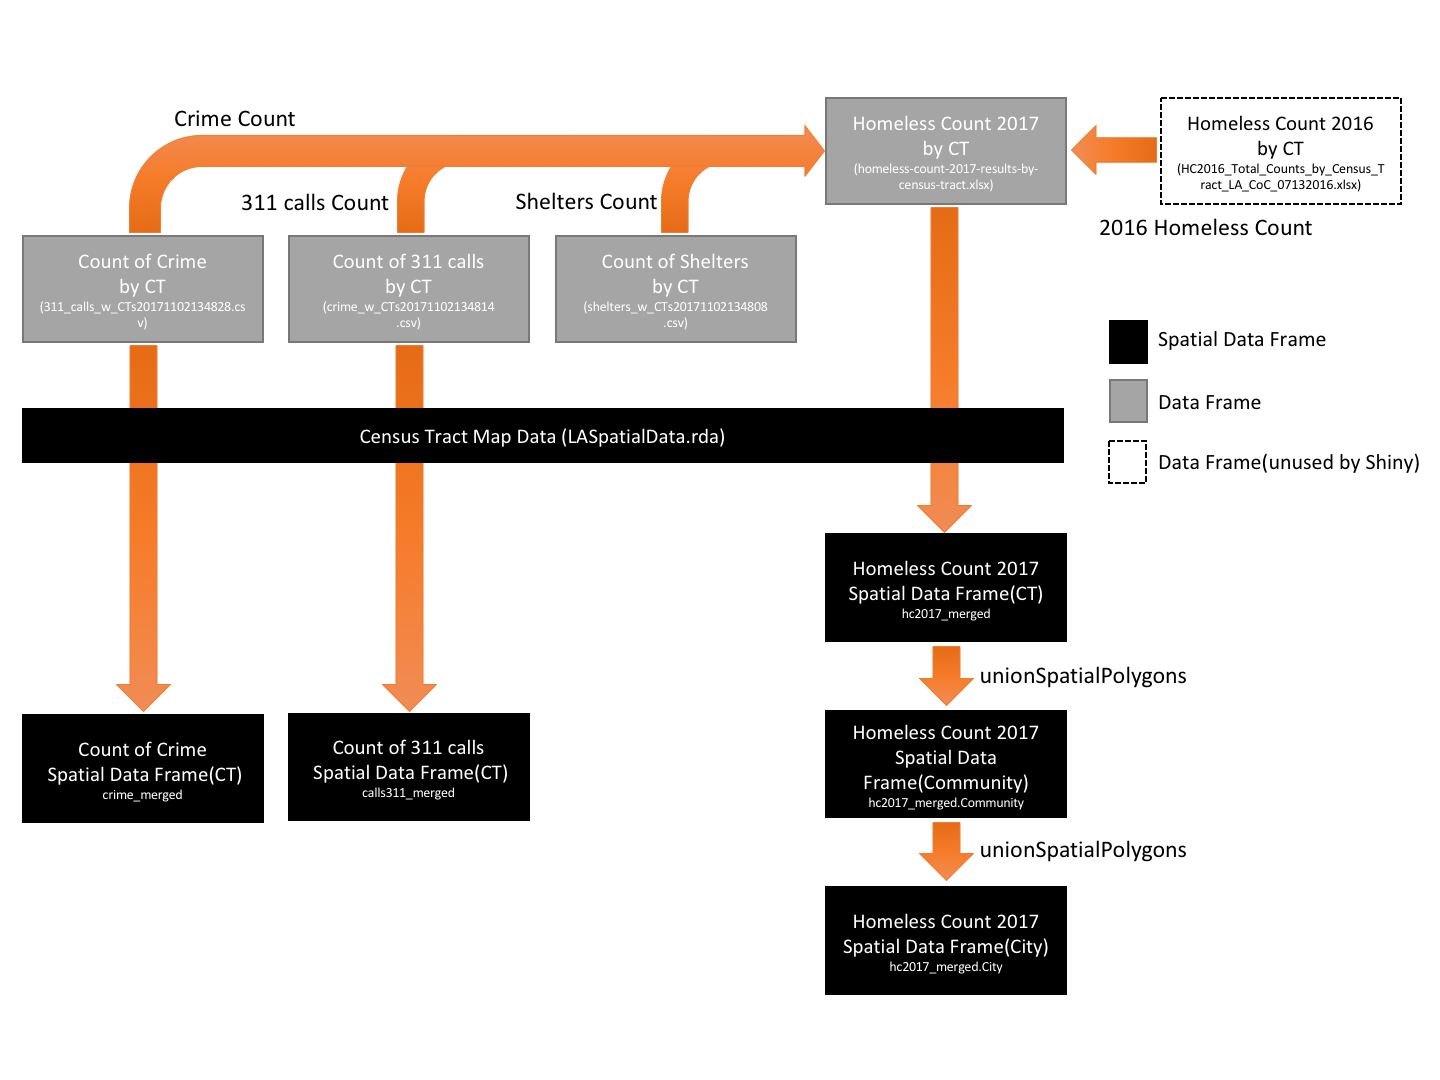 Crime Count
311 calls Count
Shelters Count
Homeless Count 2017
by CT
(homeless-count-2017-results-by-
census-tract.xlsx)
Homeless Count 2016
by CT
(HC2016_Total_Counts_by_Census_T
ract_LA_CoC_07132016.xlsx)
2016 Homeless Count
Count of Crime
by CT
(311_calls_w_CTs20171102134828.cs
v)
Count of 311 calls
by CT
(crime_w_CTs20171102134814
.csv)
Count of Shelters
by CT
(shelters_w_CTs20171102134808
.csv)
Spatial Data Frame
Data Frame
Data Frame(unused by Shiny)
Census Tract Map Data (LASpatialData.rda)
Homeless Count 2017
Spatial Data Frame(CT)
hc2017_merged
unionSpatialPolygons
Count of Crime
Spatial Data Frame(CT)
crime_merged
Count of 311 calls
Spatial Data Frame(CT)
calls311_merged
Homeless Count 2017
Spatial Data
Frame(Community)
hc2017_merged.Community
unionSpatialPolygons
Homeless Count 2017
Spatial Data Frame(City)
hc2017_merged.City